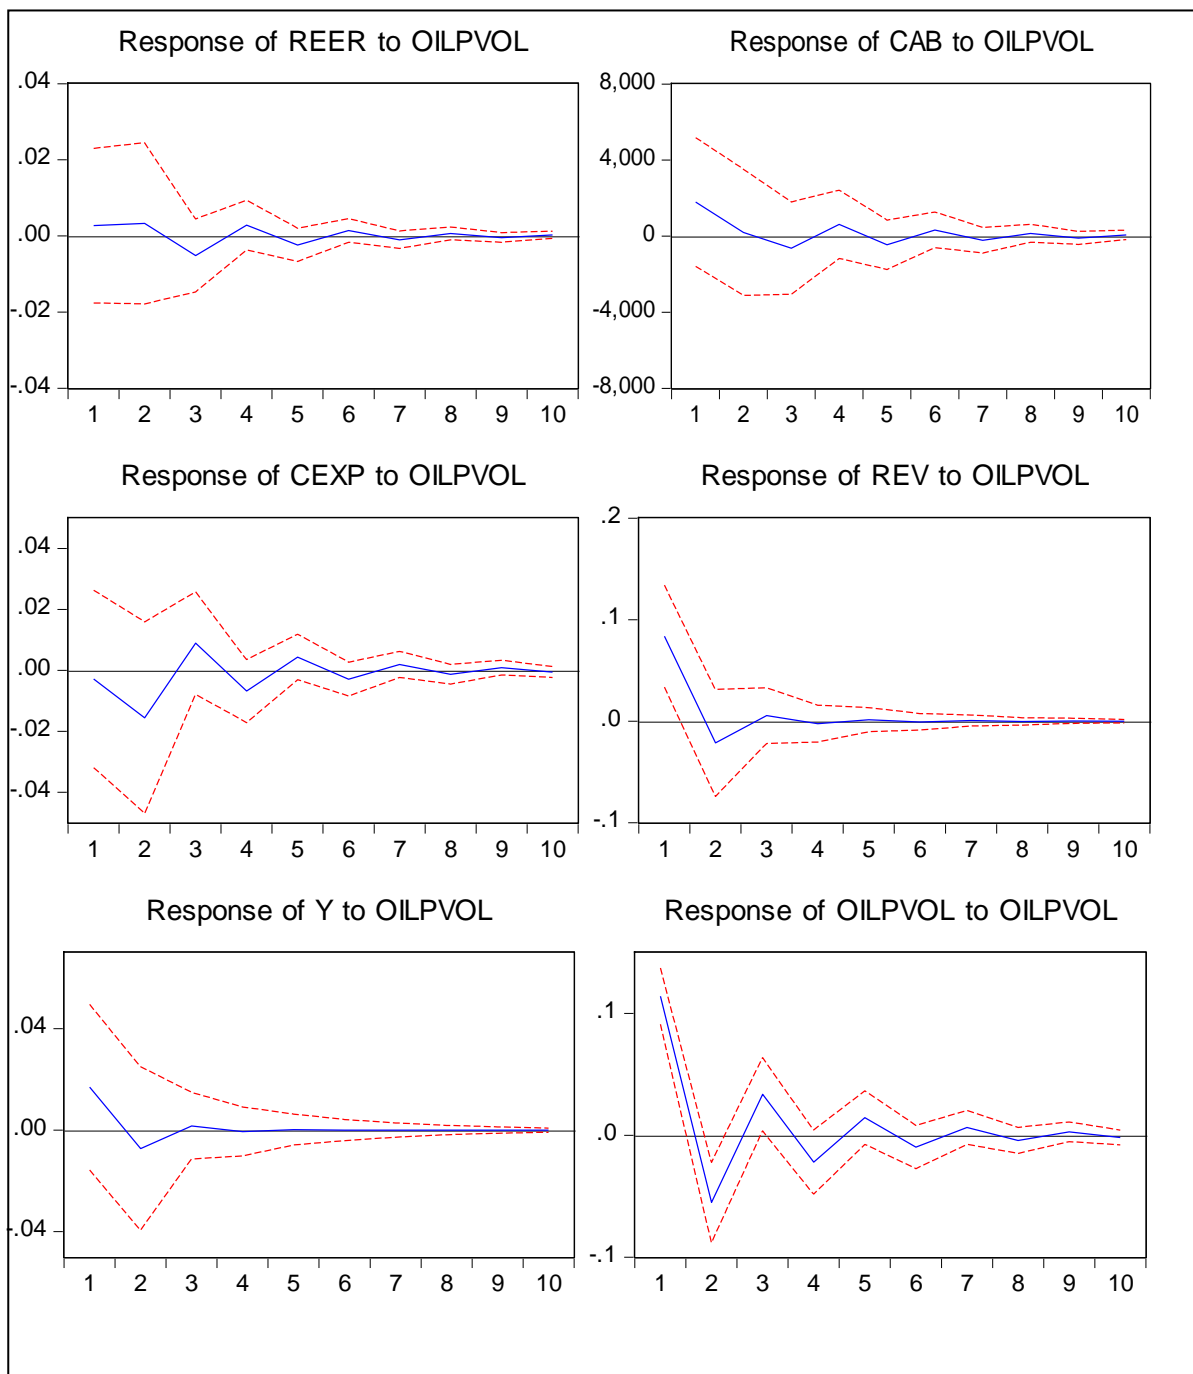 Response of REER to OILPVOL
.04
.02
.00
-.02
-.04
1 2 3 4 5 6 7 8 9 10
Response of CAB to OILPVOL
8,000
4,000
0
-4,000
-8,000
1 2 3 4 5 6 7 8 9 10
Response of CEXP to OILPVOL
.04
.02
.00
-.02
-.04
1 2 3 4 5 6 7 8 9 10
Response of REV to OILPVOL
.2
.1
.0
-.1
1 2 3 4 5 6 7 8 9 10
Response of Y to OILPVOL
.04
.00
-.04
1 2 3 4 5 6 7 8 9 10
Response of OILPVOL to OILPVOL
.1
.0
-.1
1 2 3 4 5 6 7 8 9 10